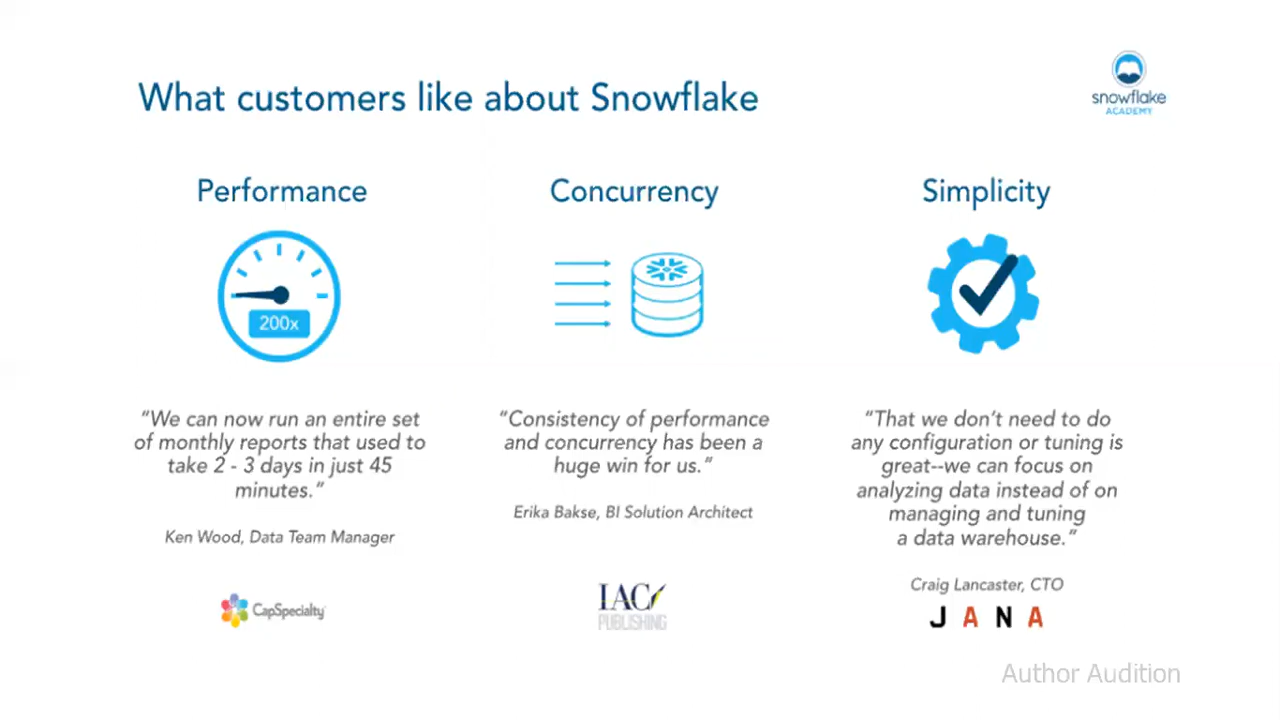 What customers like about Snowflake
snowflake
ACADEMY
Performance
200x
“We can now run an entire set
of monthly reports that used to
take 2 - 3 days in just 45
minutes.”
Ken Wood, Data Team Manager
CapSpecialty
Concurrency
“Consistency of performance
and concurrency has been a
huge win for us.”
Erika Bakse, BI Solution Architect
IAC
PUBLISHING
Simplicity
“That we don’t need to do
any configuration or tuning is
great--we can focus on
analyzing data instead of on
managing and tuning
a data warehouse.”
Craig Lancaster, CTO
JANA
Author Audition